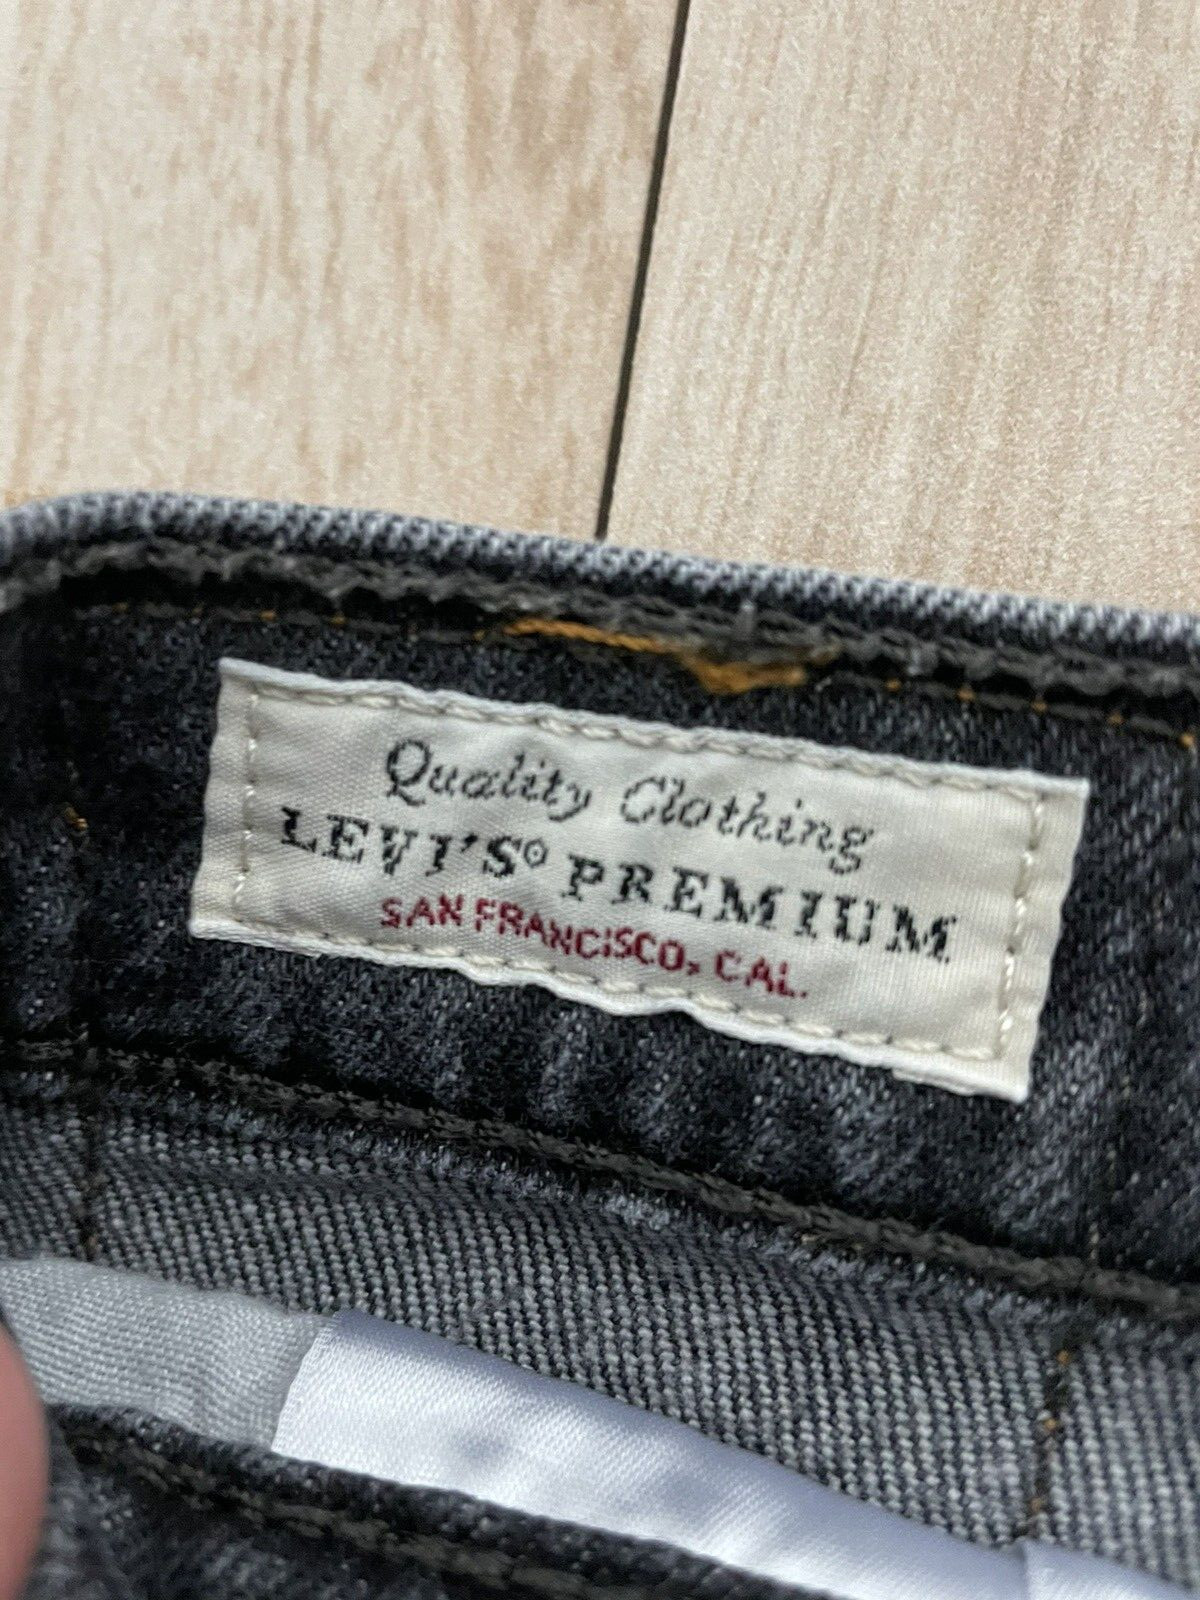 Quality Clothing
LEVI'S® PREMIUM
SAN FRANCISCO, CAL.